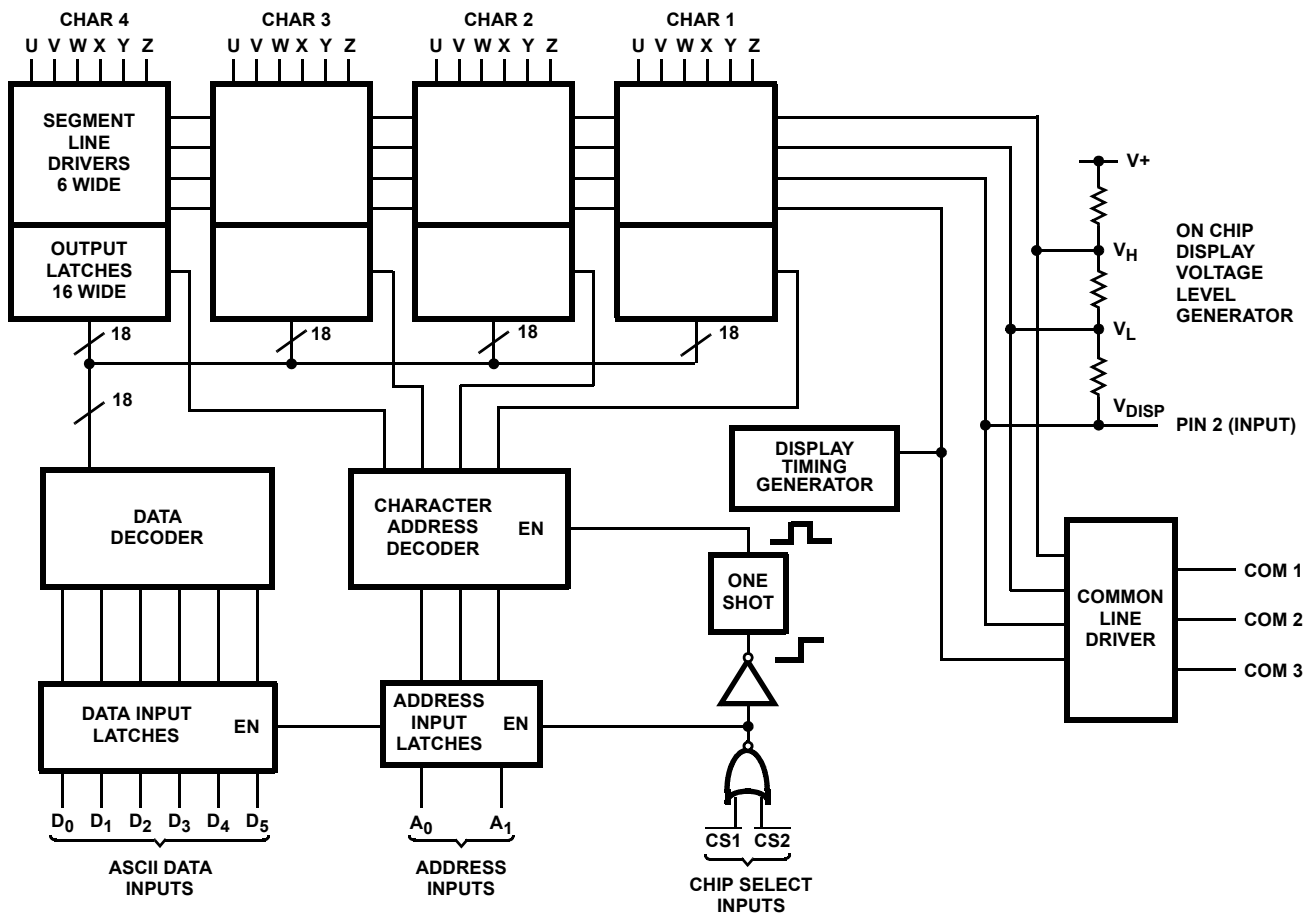 CHAR 4
CHAR 3
CHAR 2
CHAR 1
U V W X Y Z
U V W X Y Z
U V W X Y Z
U V W X Y Z
SEGMENT
LINE
DRIVERS
6 WIDE
OUTPUT
LATCHES
16 WIDE
18
18
18
18
18
V+
VH
VL
VDISP
PIN 2 (INPUT)
ON CHIP
DISPLAY
VOLTAGE
LEVEL
GENERATOR
DISPLAY
TIMING
GENERATOR
DATA
DECODER
CHARACTER
ADDRESS
DECODER
EN
ONE
SHOT
COMMON
LINE
DRIVER
COM 1
COM 2
COM 3
DATA INPUT
LATCHES
EN
ADDRESS
INPUT
LATCHES
EN
D0 D1 D2 D3 D4 D5
A0 A1
CS1 CS2
ASCII DATA
INPUTS
ADDRESS
INPUTS
CHIP SELECT
INPUTS